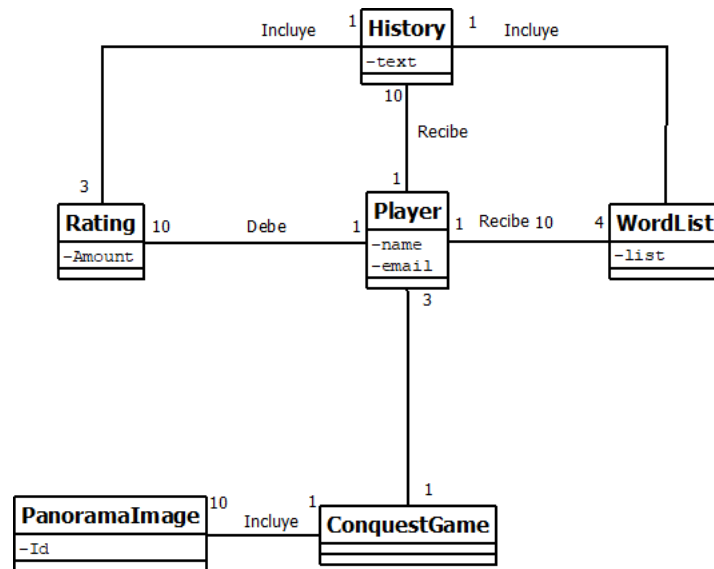 Incluye 1 History 1 Incluye
-text
10
Recibe
3 1
Rating 10 Debe 1 Player 1 Recibe 10 4 WordList
-Amount -name -list
-email
3
10 1 1
PanoramaImage Incluye ConquestGame
-Id